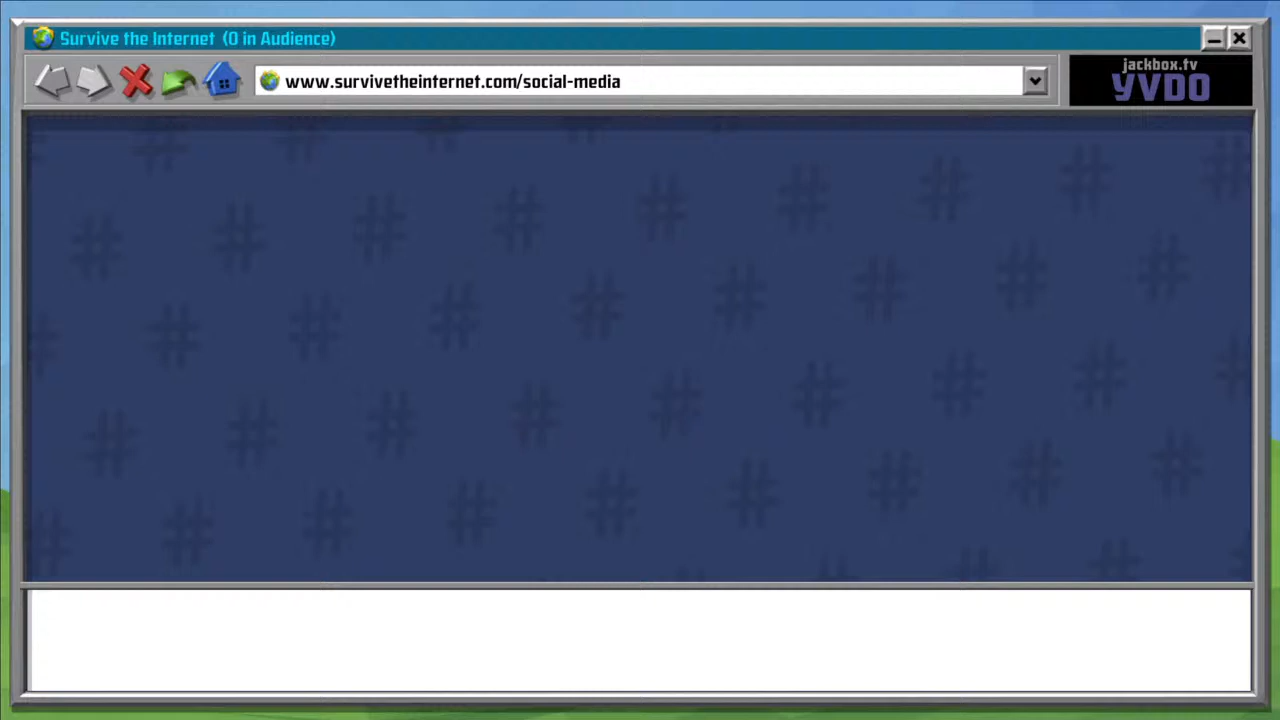 Survive the Internet (0 in Audience)
www.survivetheinternet.com/social-media
jackbox.tv
YVDO